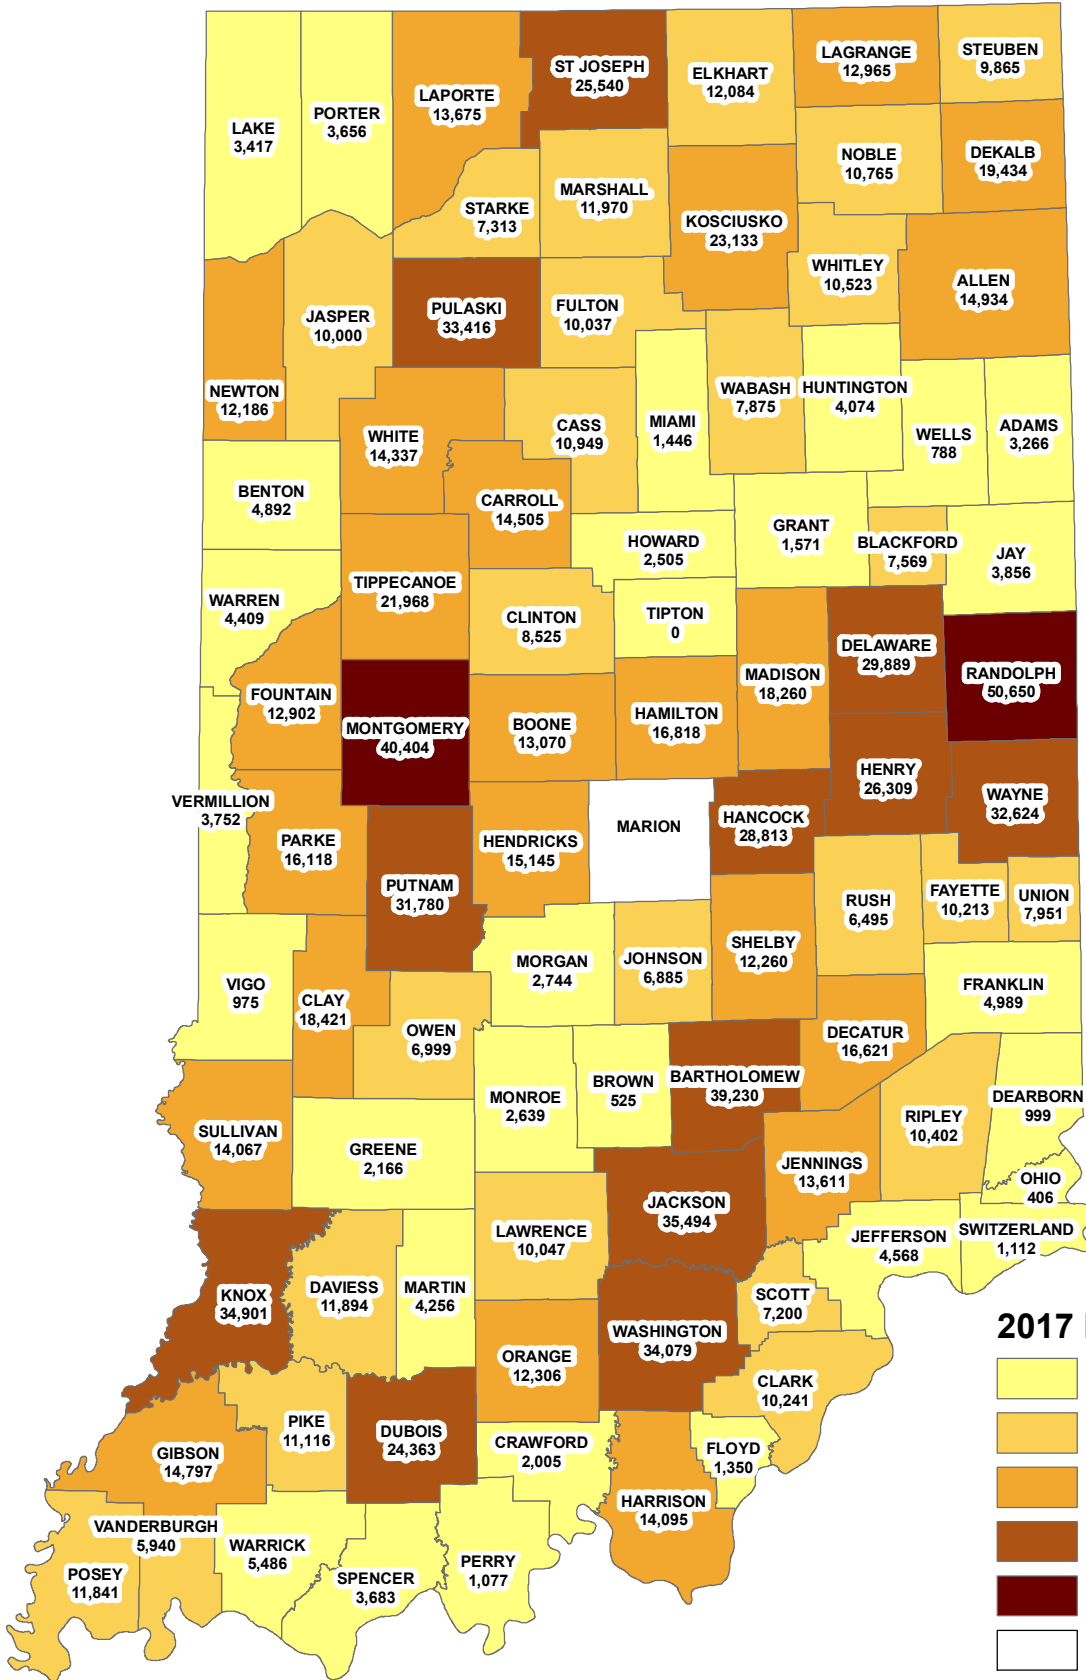 LAKE
3,417
PORTER
3,656
LAPORTE
13,675
ST JOSEPH
25,540
ELKHART
12,084
LAGRANGE
12,965
STEUBEN
9,865
NOBLE
10,765
DEKALB
19,434
STARKE
7,313
MARSHALL
11,970
KOSCIUSKO
23,133
WHITLEY
10,523
ALLEN
14,934
NEWTON
12,186
JASPER
10,000
PULASKI
33,416
FULTON
10,037
WHITE
14,337
CASS
10,949
MIAMI
1,446
WABASH
7,875
HUNTINGTON
4,074
WELLS
788
ADAMS
3,266
BENTON
4,892
CARROLL
14,505
HOWARD
2,505
GRANT
1,571
BLACKFORD
7,569
JAY
3,856
WARREN
4,409
TIPPECANOE
21,968
CLINTON
8,525
TIPTON
0
MADISON
18,260
DELAWARE
29,889
RANDOLPH
50,650
FOUNTAIN
12,902
MONTGOMERY
40,404
BOONE
13,070
HAMILTON
16,818
HENRY
26,309
WAYNE
32,624
VERMILLION
3,752
PARKE
16,118
PUTNAM
31,780
HENDRICKS
15,145
MARION
HANCOCK
28,813
RUSH
6,495
FAYETTE
10,213
UNION
7,951
VIGO
975
CLAY
18,421
OWEN
6,999
MORGAN
2,744
JOHNSON
6,885
SHELBY
12,260
FRANKLIN
4,989
DECATUR
16,621
SULLIVAN
14,067
GREENE
2,166
MONROE
2,639
BROWN
525
BARTHOLOMEW
39,230
RIPLEY
10,402
DEARBORN
999
JENNINGS
13,611
OHIO
406
JACKSON
35,494
LAWRENCE
10,047
JEFFERSON
4,568
SWITZERLAND
1,112
KNOX
34,901
DAVIESS
11,894
MARTIN
4,256
SCOTT
7,200
WASHINGTON
34,079
2017
ORANGE
12,306
CLARK
10,241
PIKE
11,116
DUBOIS
24,363
CRAWFORD
2,005
FLOYD
1,350
GIBSON
14,797
HARRISON
14,095
VANDERBURGH
5,940
WARRICK
5,486
POSEY
11,841
SPENCER
3,683
PERRY
1,077